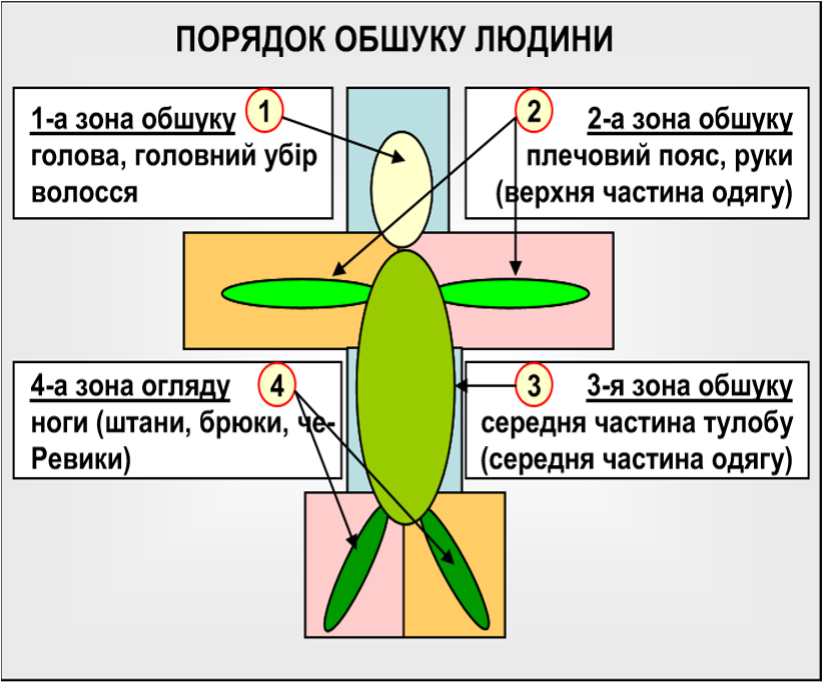 ПОРЯДОК ОБШУКУ ЛЮДИНИ
1-а зона обшуку
голова, головний убір
волосся
1
2
2-а зона обшуку
плечовий пояс, руки
(верхня частина одягу)
4-а зона огляду
ноги (штани, брюки, че-
Ревики)
4
3
3-я зона обшуку
середня частина тулобу
(середня частина одягу)